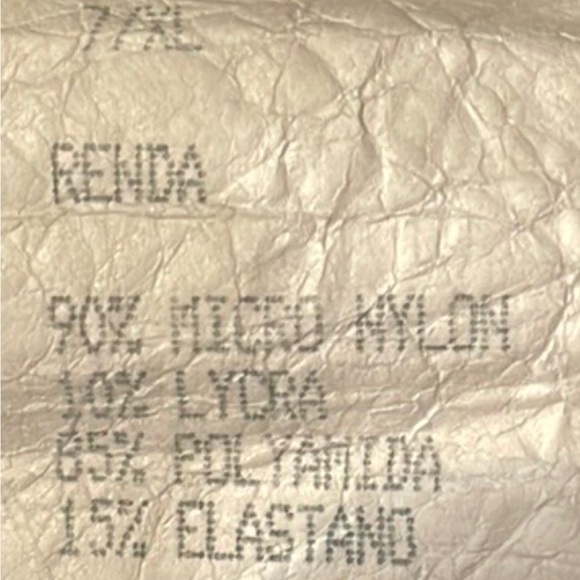 7/XL
RENDA
90% MICRO NYLON
10% LYCRA
85% POLYAMIDA
15% ELASTANO